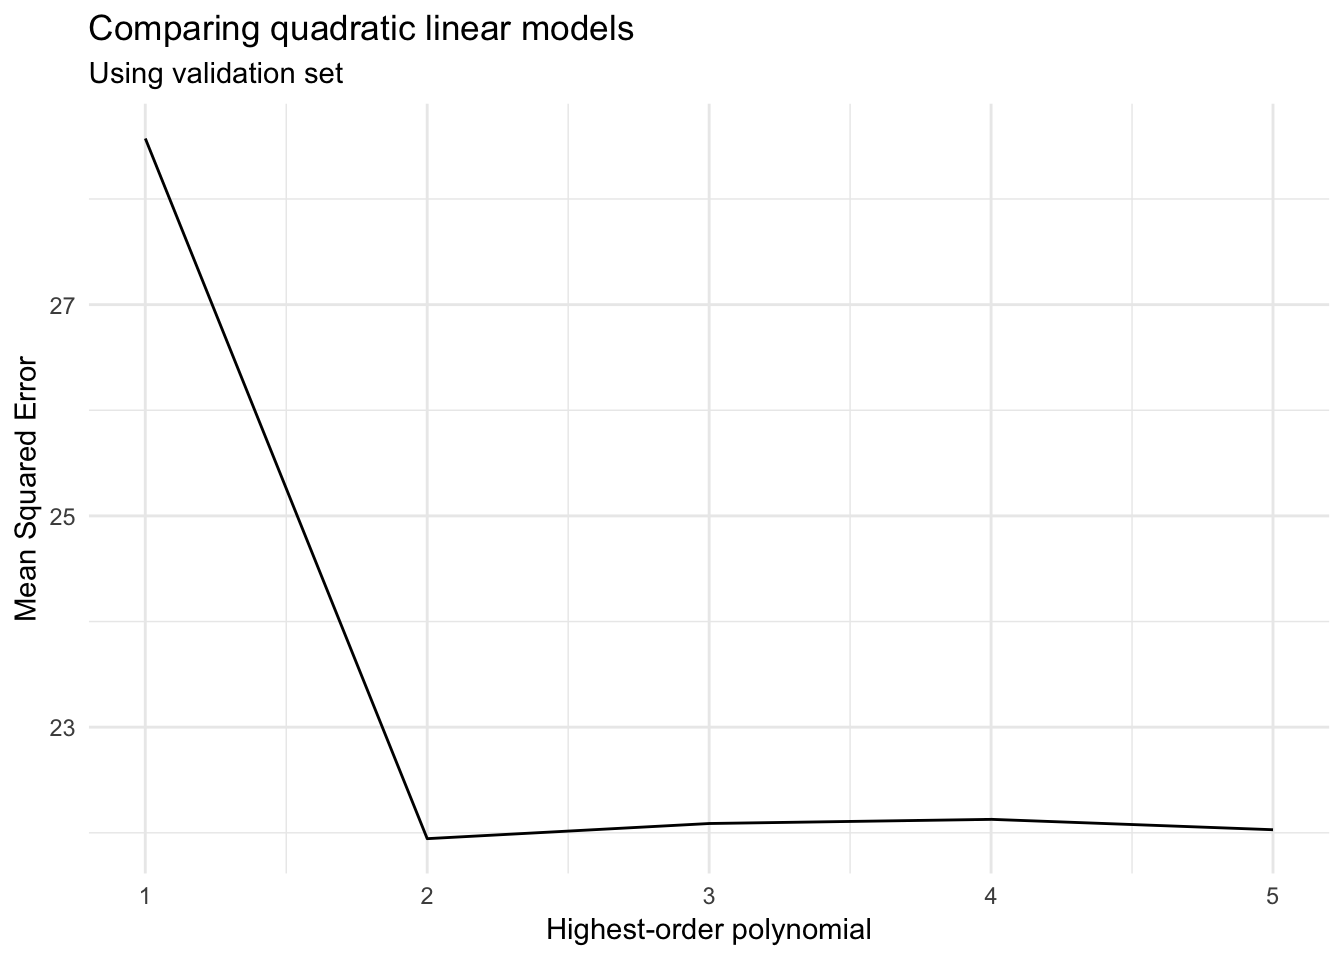 Comparing quadratic linear models
Using validation set
Mean Squared Error
27
25
23
1 2 3 4 5
Highest-order polynomial